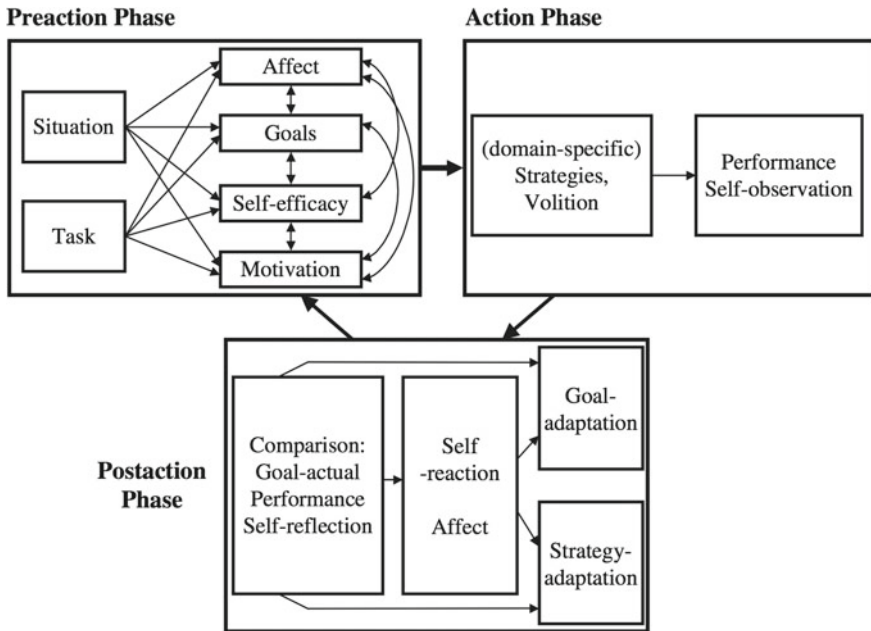 Preaction Phase
Action Phase
Situation
Task
Affect
Goals
Self-efficacy
Motivation
(domain-specific)
Strategies,
Volition
Performance
Self-observation
Postaction
Phase
Comparison:
Goal-actual
Performance
Self-reflection
Self
-reaction
Affect
Goal-
adaptation
Strategy-
adaptation